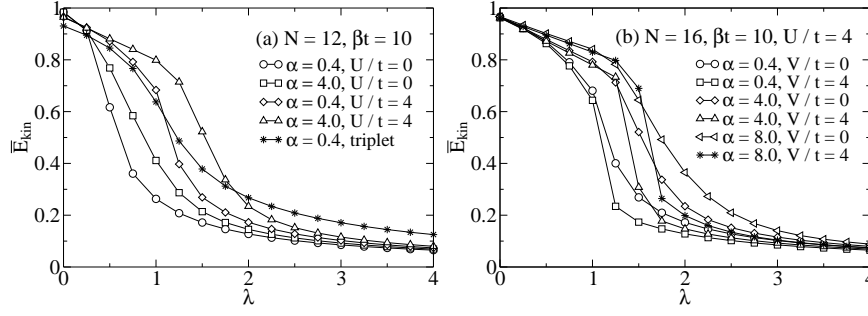 (a) N = 12, βt = 10
α = 0.4, U / t = 0
α = 4.0, U / t = 0
α = 0.4, U / t = 4
α = 4.0, U / t = 4
α = 0.4, triplet
E̅kin
1
0.8
0.6
0.4
0.2
0
0 1 2 3 4
λ
(b) N = 16, βt = 10, U / t = 4
α = 0.4, V / t = 0
α = 0.4, V / t = 4
α = 4.0, V / t = 0
α = 4.0, V / t = 4
α = 8.0, V / t = 0
α = 8.0, V / t = 4
E̅kin
1
0.8
0.6
0.4
0.2
0
0 1 2 3 4
λ